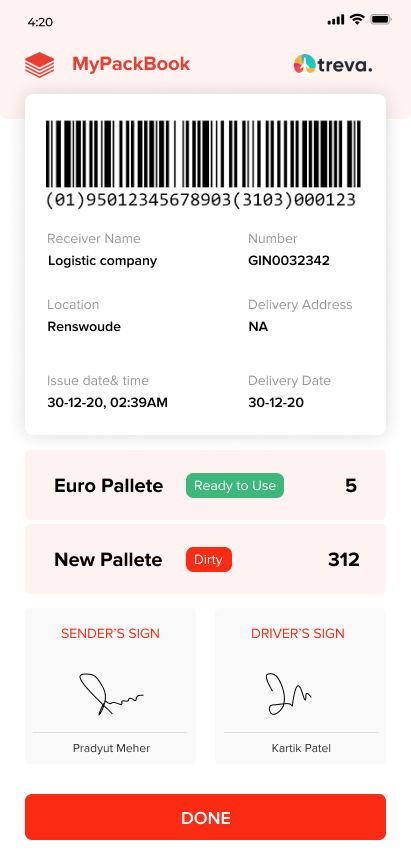 4:20
MyPackBook
treva.
(01)95012345678903(3103)000123
Receiver Name Number
Logistic company GIN0032342
Location Delivery Address
Renswoude NA
Issue date& time Delivery Date
30-12-20, 02:39AM 30-12-20
Euro Pallete Ready to Use 5
New Pallete Dirty 312
SENDER'S SIGN DRIVER'S SIGN
Pradyut Meher Kartik Patel
DONE